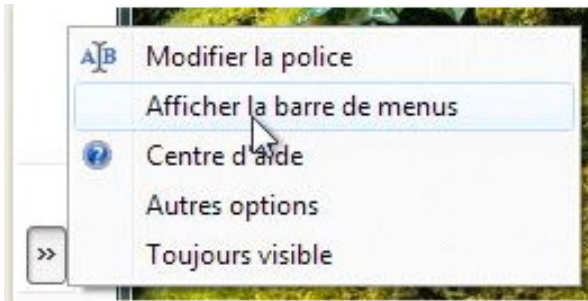 Modifier la police
Afficher la barre de menus
Centre d'aide
Autres options
Toujours visible